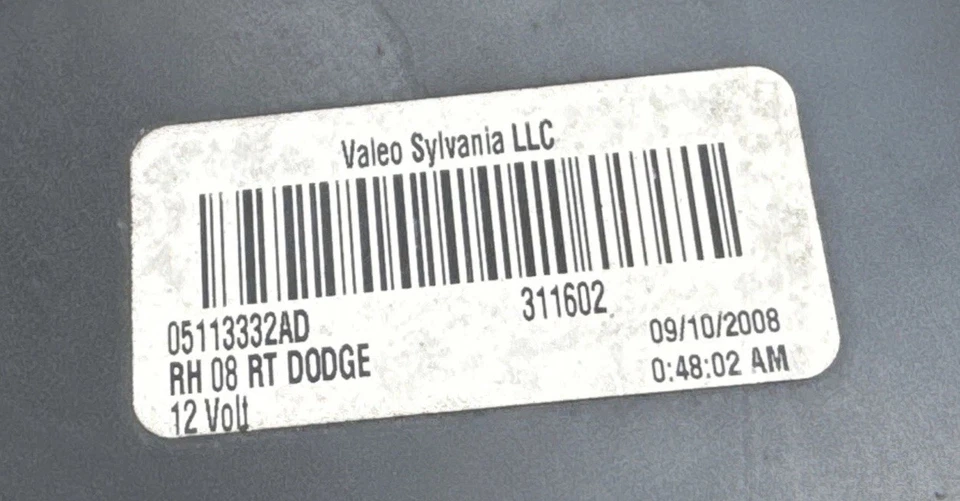 Valeo Sylvania LLC
05113332AD
311602
RH 08 RT DODGE
09/10/2008
12 Volt
0:48:02 AM